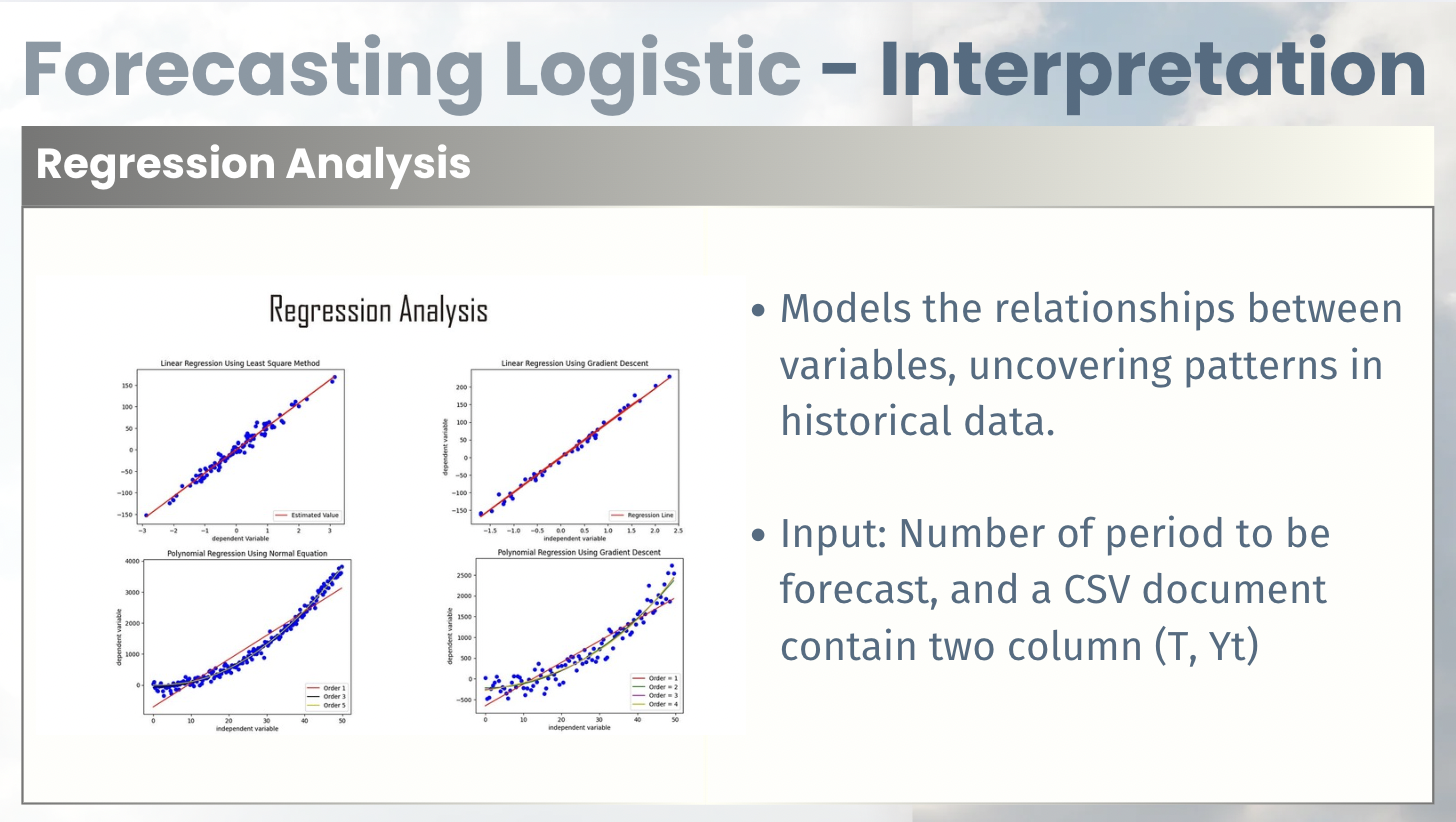 Forecasting Logistic - Interpretation
Regression Analysis
Regression Analysis
Linear Regression Using Least Square Method
150
100
50
0
−50
−100
−150
−3 −2 −1 0 1 2 3
dependent Variable
Estimated Value
Linear Regression Using Gradient Descent
dependent variable
200
150
100
50
0
−50
−100
−150
−1.5 −1.0 −0.5 0.0 0.5 1.0 1.5 2.0 2.5
independent variable
Regression Line
Polynomial Regression Using Normal Equation
dependent variable
4000
3000
2000
1000
0
0 10 20 30 40 50
independent variable
Order 1
Order 3
Order 5
Polynomial Regression Using Gradient Descent
dependent variable
2500
2000
1500
1000
500
0
−500
0 10 20 30 40 50
independent variable
Order = 1
Order = 2
Order = 3
Order = 4
• Models the relationships between
variables, uncovering patterns in
historical data.
• Input: Number of period to be
forecast, and a CSV document
contain two column (T, Yt)